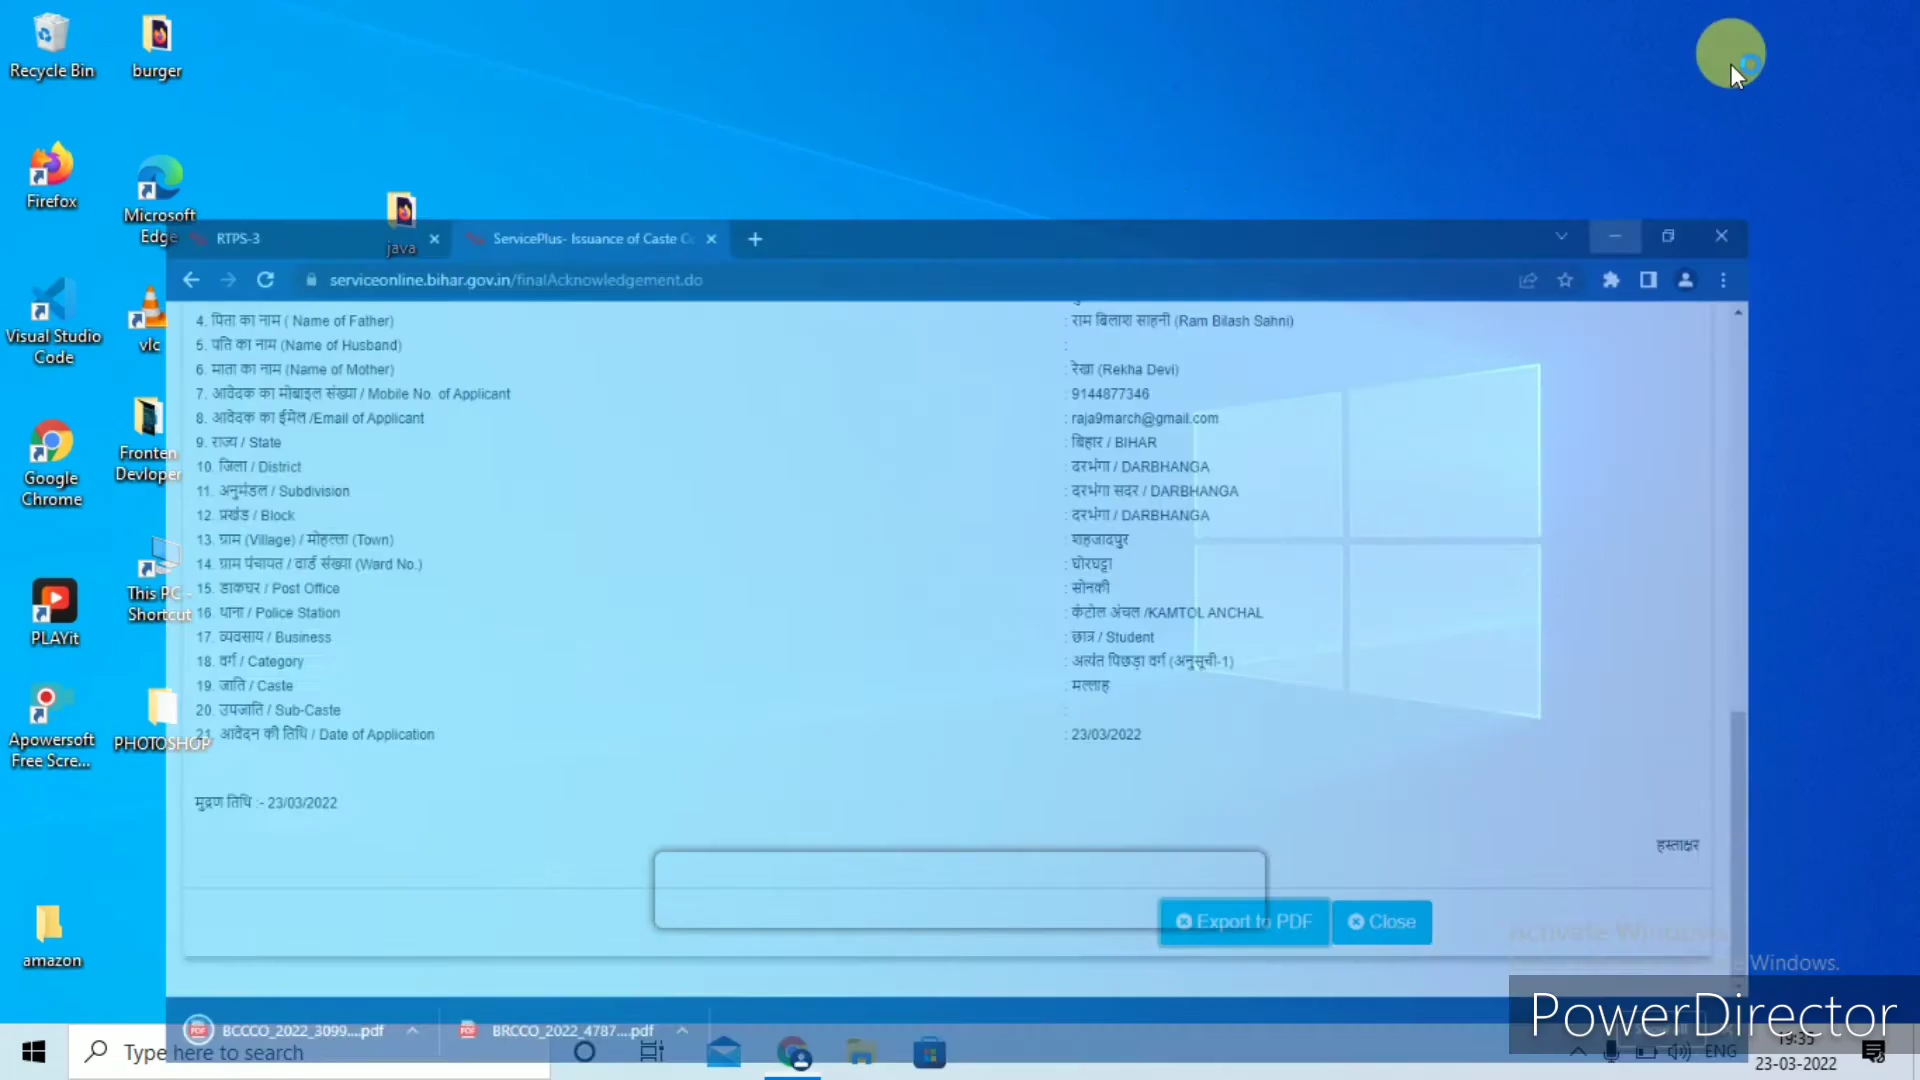 Recycle Bin
burger
Firefox
Microsoft
Edge
java
Visual Studio
Code
vlc
Google
Chrome
Fronten
Devloper
This PC -
Shortcut
PLAYit
Apowersoft
Free Scre...
PHOTOSHOP
amazon
RTPS-3
ServicePlus- Issuance of Caste C
serviceonline.bihar.gov.in/finalAcknowledgement.do
4. पिता का नाम ( Name of Father) : राम बिलाश साहनी (Ram Bilash Sahni)
5. पति का नाम (Name of Husband) :
6. माता का नाम (Name of Mother) : रेखा (Rekha Devi)
7. आवेदक का मोबाइल संख्या / Mobile No. of Applicant : 9144877346
8. आवेदक का ईमेल /Email of Applicant : raja9march@gmail.com
9. राज्य / State : बिहार / BIHAR
10. जिला / District : दरभंगा / DARBHANGA
11. अनुमंडल / Subdivision : दरभंगा सदर / DARBHANGA
12. प्रखंड / Block : दरभंगा / DARBHANGA
13. ग्राम (Village) / मोहल्ला (Town) : शहजादपुर
14. ग्राम पंचायत / वार्ड संख्या (Ward No.) : घोरघट्टा
15. डाकघर / Post Office : सोनकी
16. थाना / Police Station : कंटोल अंचल /KAMTOL ANCHAL
17. व्यवसाय / Business : छात्र / Student
18. वर्ग / Category : अत्यंत पिछड़ा वर्ग (अनुसूची-1)
19. जाति / Caste : मल्लाह
20. उपजाति / Sub-Caste :
21. आवेदन की तिथि / Date of Application : 23/03/2022
मुद्रण तिथि :- 23/03/2022
हस्ताक्षर
Export to PDF
Close
Activate Windows
Windows.
PowerDirector
BCCCO_2022_3099....pdf
BRCCO_2022_4787....pdf
Type here to search
ENG
19:35
23-03-2022